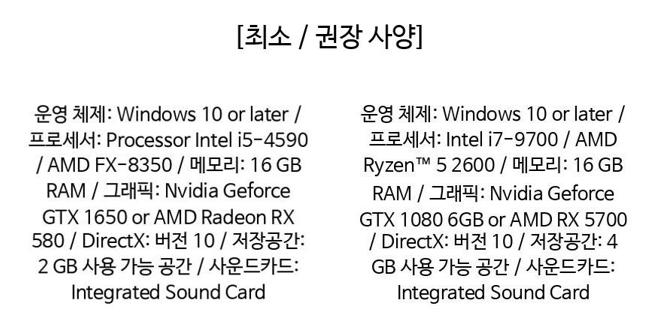 [최소 / 권장 사양]
운영 체제: Windows 10 or later /
프로세서: Processor Intel i5-4590
/ AMD FX-8350 / 메모리: 16 GB
RAM / 그래픽: Nvidia Geforce
GTX 1650 or AMD Radeon RX
580 / DirectX: 버전 10 / 저장공간:
2 GB 사용 가능 공간 / 사운드카드:
Integrated Sound Card
운영 체제: Windows 10 or later /
프로세서: Intel i7-9700 / AMD
Ryzen™ 5 2600 / 메모리: 16 GB
RAM / 그래픽: Nvidia Geforce
GTX 1080 6GB or AMD RX 5700
/ DirectX: 버전 10 / 저장공간: 4
GB 사용 가능 공간 / 사운드카드:
Integrated Sound Card